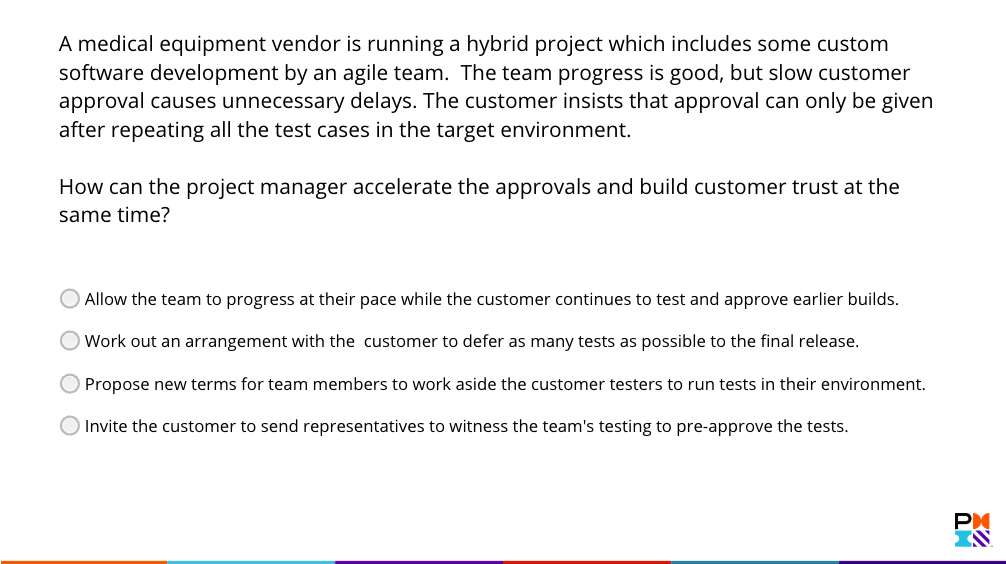 A medical equipment vendor is running a hybrid project which includes some custom
software development by an agile team.  The team progress is good, but slow customer
approval causes unnecessary delays. The customer insists that approval can only be given
after repeating all the test cases in the target environment.
How can the project manager accelerate the approvals and build customer trust at the
same time?
Allow the team to progress at their pace while the customer continues to test and approve earlier builds.
Work out an arrangement with the  customer to defer as many tests as possible to the final release.
Propose new terms for team members to work aside the customer testers to run tests in their environment.
Invite the customer to send representatives to witness the team's testing to pre-approve the tests.